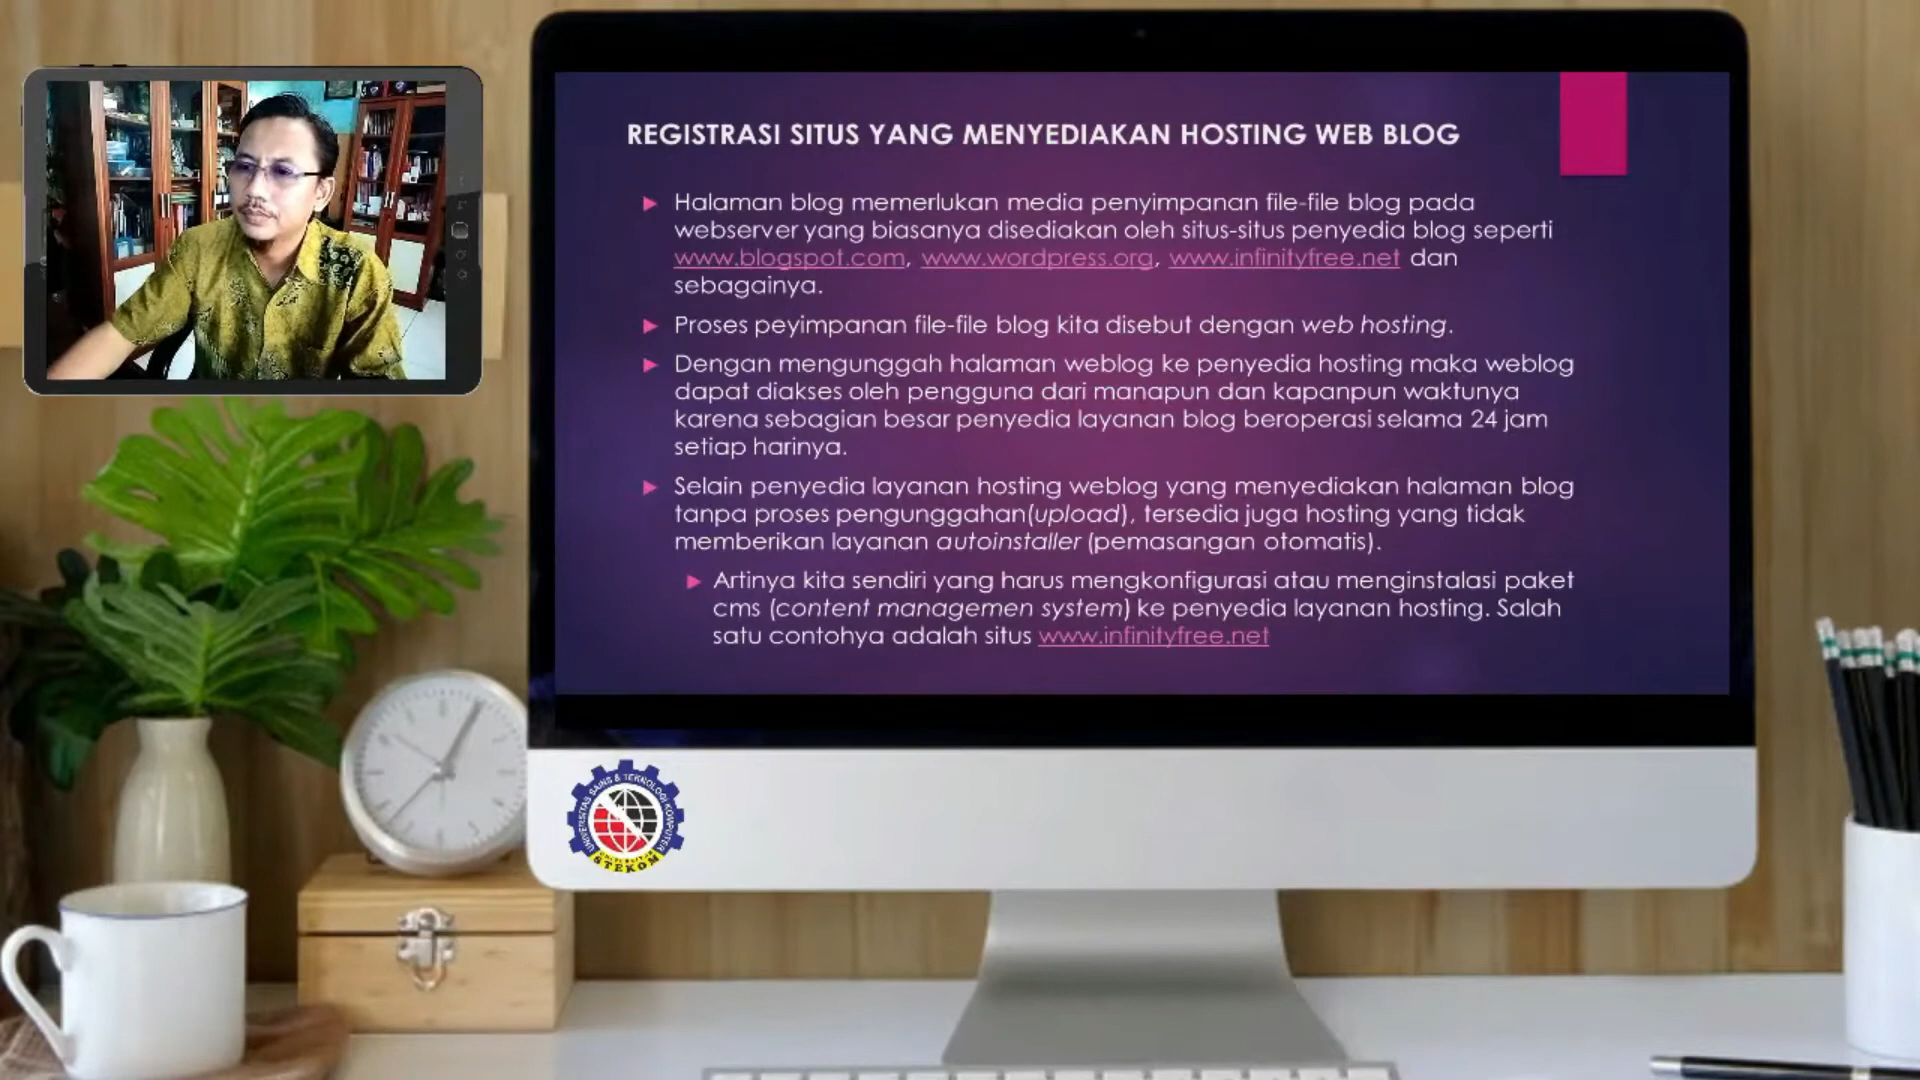 REGISTRASI SITUS YANG MENYEDIAKAN HOSTING WEB BLOG
Halaman blog memerlukan media penyimpanan file-file blog pada
webserver yang biasanya disediakan oleh situs-situs penyedia blog seperti
www.blogspot.com, www.wordpress.org, www.infinityfree.net dan
sebagainya.
Proses peyimpanan file-file blog kita disebut dengan web hosting.
Dengan mengunggah halaman weblog ke penyedia hosting maka weblog
dapat diakses oleh pengguna dari manapun dan kapanpun waktunya
karena sebagian besar penyedia layanan blog beroperasi selama 24 jam
setiap harinya.
Selain penyedia layanan hosting weblog yang menyediakan halaman blog
tanpa proses pengunggahan(upload), tersedia juga hosting yang tidak
memberikan layanan autoinstaller (pemasangan otomatis).
Artinya kita sendiri yang harus mengkonfigurasi atau menginstalasi paket
cms (content managemen system) ke penyedia layanan hosting. Salah
satu contohya adalah situs www.infinityfree.net
UNIVERSITAS SAINS & TEKNOLOGI KOMPUTER
UNIVERSITAS
STEKOM